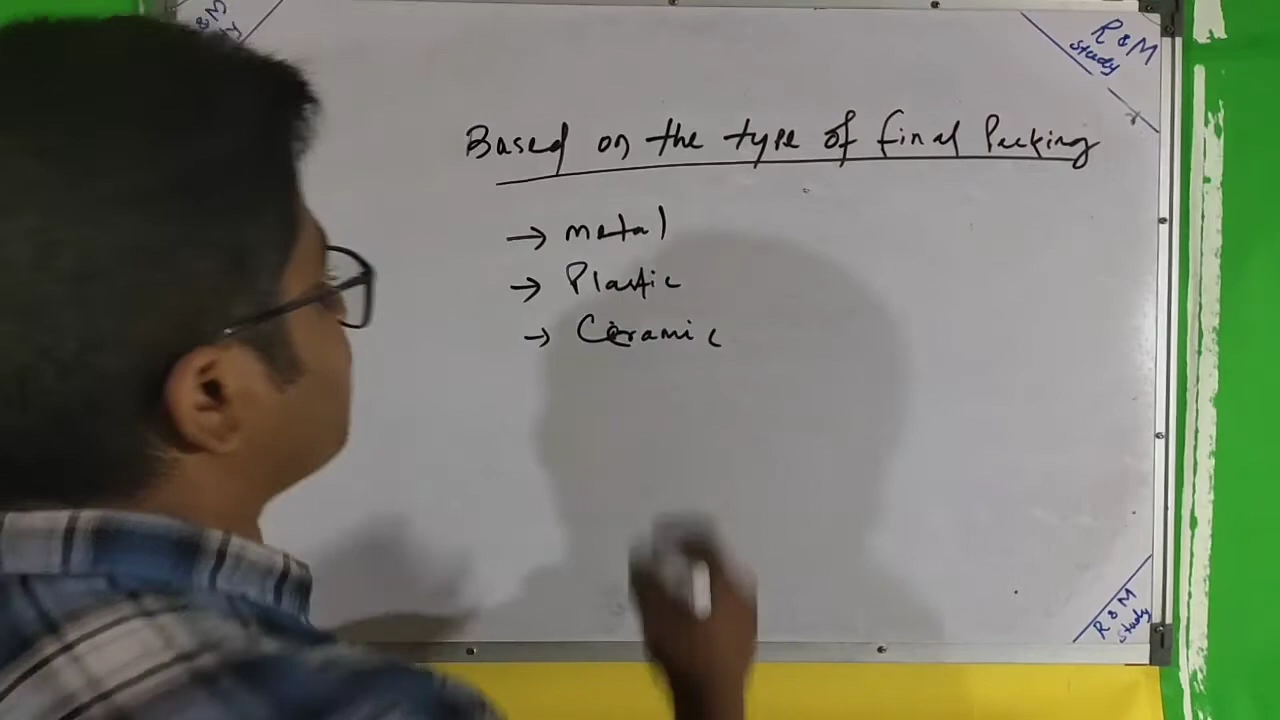 R & M
Study
Based on the type of final Packing
→ metal
→ Plastic
→ Ceramic
R & M
Study